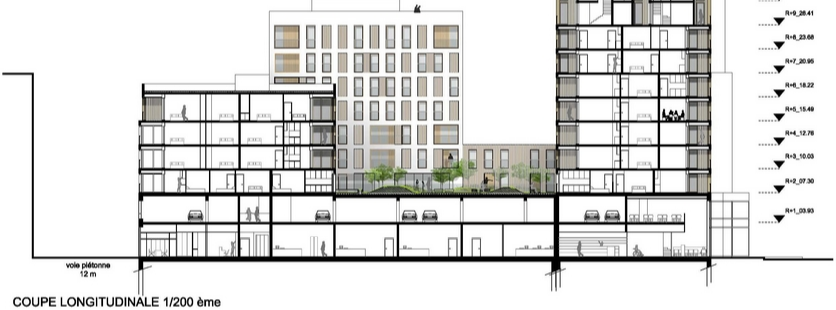 R+9_26.41
R+8_23.68
R+7_20.95
R+6_18.22
R+5_15.49
R+4_12.76
R+3_10.03
R+2_07.30
R+1_03.93
voie piétonne
12 m
COUPE LONGITUDINALE 1/200 ème